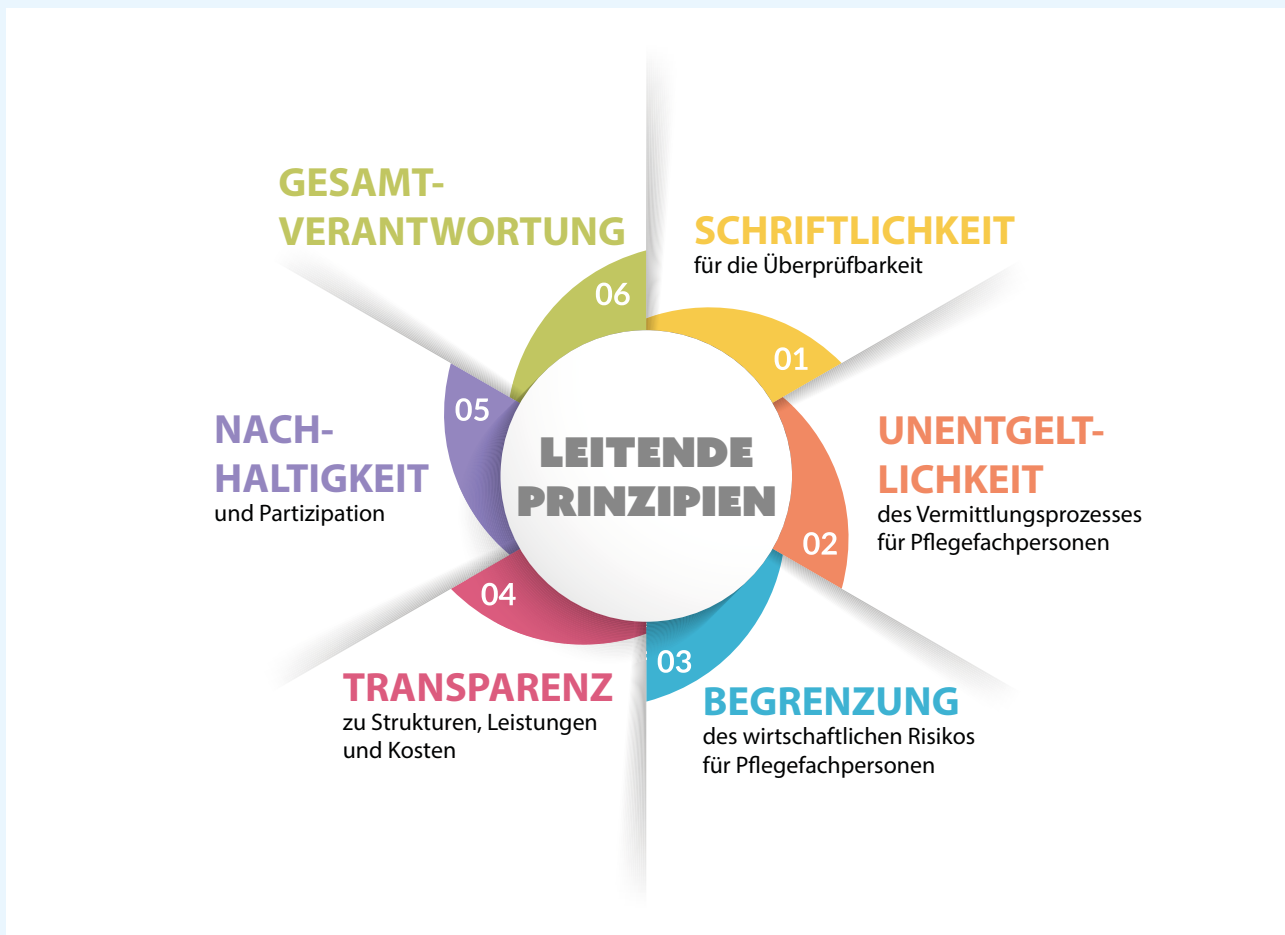 LEITENDE
PRINZIPIEN
01
SCHRIFTLICHKEIT
für die Überprüfbarkeit
02
UNENTGELT-
LICHKEIT
des Vermittlungsprozesses
für Pflegefachpersonen
03
BEGRENZUNG
des wirtschaftlichen Risikos
für Pflegefachpersonen
04
TRANSPARENZ
zu Strukturen, Leistungen
und Kosten
05
NACH-
HALTIGKEIT
und Partizipation
06
GESAMT-
VERANTWORTUNG